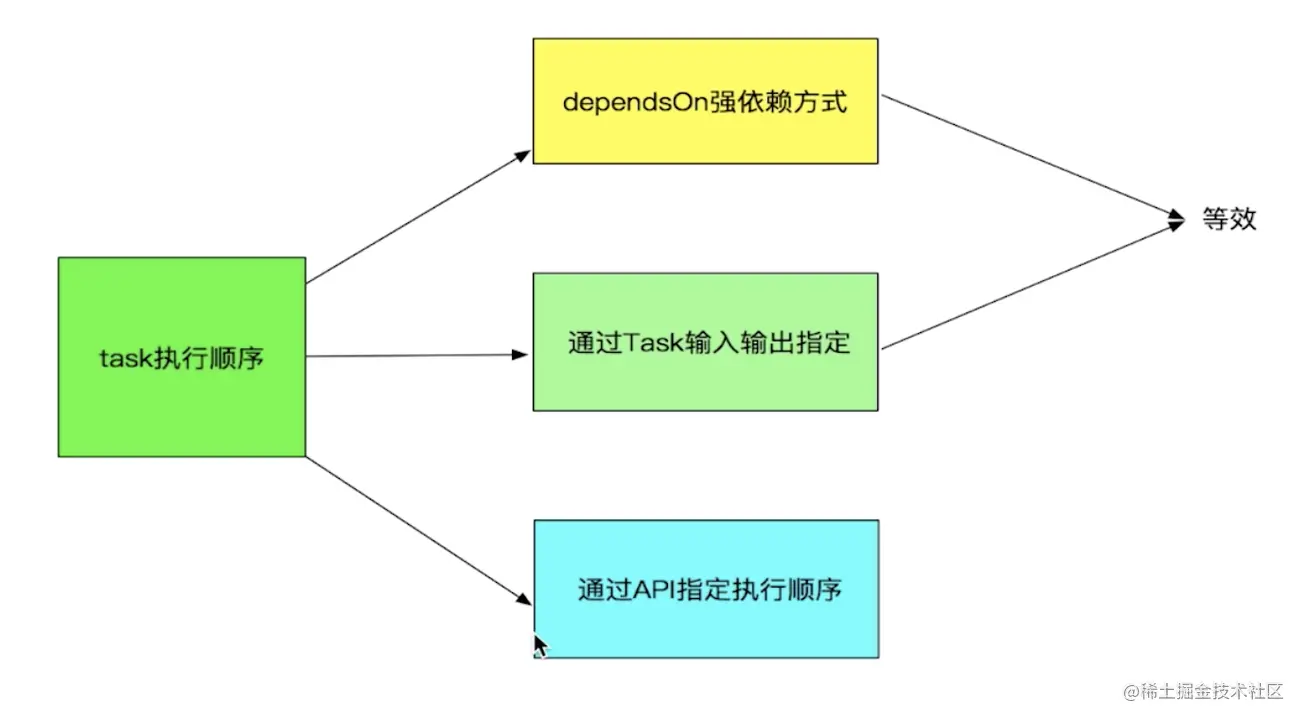 dependsOn强依赖方式
等效
task执行顺序
通过Task输入输出指定
通过API指定执行顺序
@稀土掘金技术社区